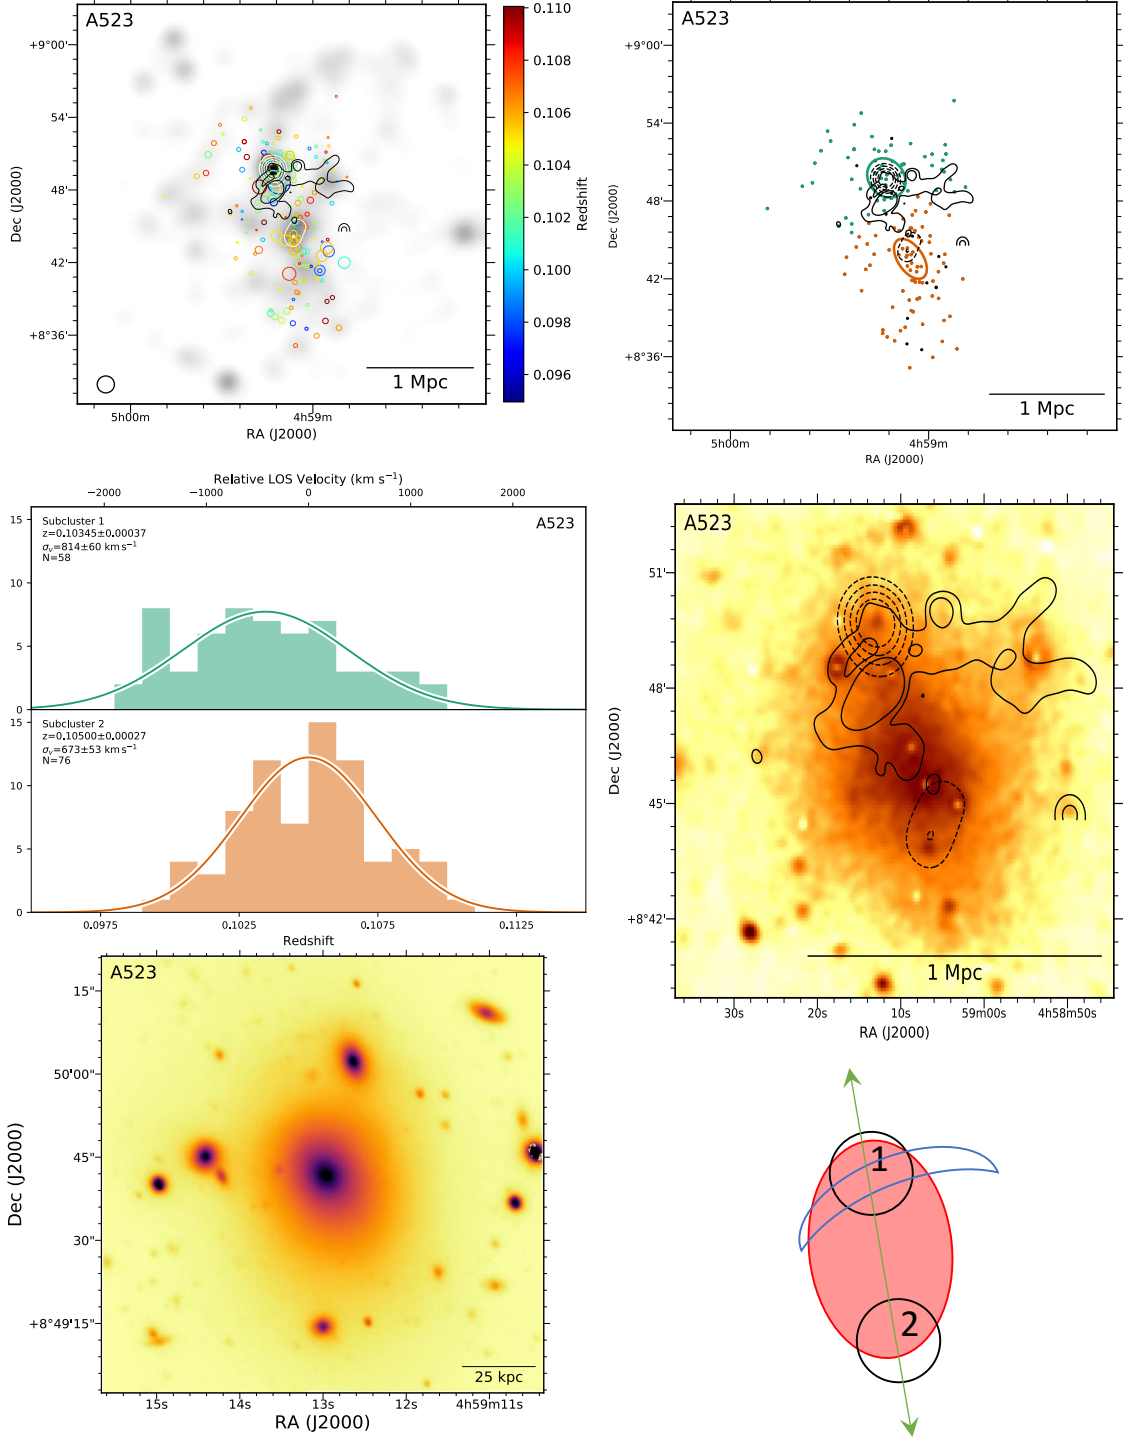 A523
+9°00'
54'
48'
42'
+8°36'
Dec (J2000)
5h00m
4h59m
RA (J2000)
1 Mpc
0.110
0.108
0.106
0.104
0.102
0.100
0.098
0.096
Redshift
A523
+9°00'
54'
48'
42'
+8°36'
Dec (J2000)
5h00m
4h59m
RA (J2000)
1 Mpc
Relative LOS Velocity (km s⁻¹)
−2000
−1000
0
1000
2000
A523
Subcluster 1
z=0.10345±0.00037
σᵥ=814±60 km s⁻¹
N=58
15
10
5
0
Subcluster 2
z=0.10500±0.00027
σᵥ=673±53 km s⁻¹
N=76
15
10
5
0
0.0975
0.1025
0.1075
0.1125
Redshift
A523
51'
48'
45'
+8°42'
Dec (J2000)
30s
20s
10s
59m00s
4h58m50s
RA (J2000)
1 Mpc
A523
15"
50'00"
45"
30"
+8°49'15"
Dec (J2000)
15s
14s
13s
12s
4h59m11s
RA (J2000)
25 kpc
1
2